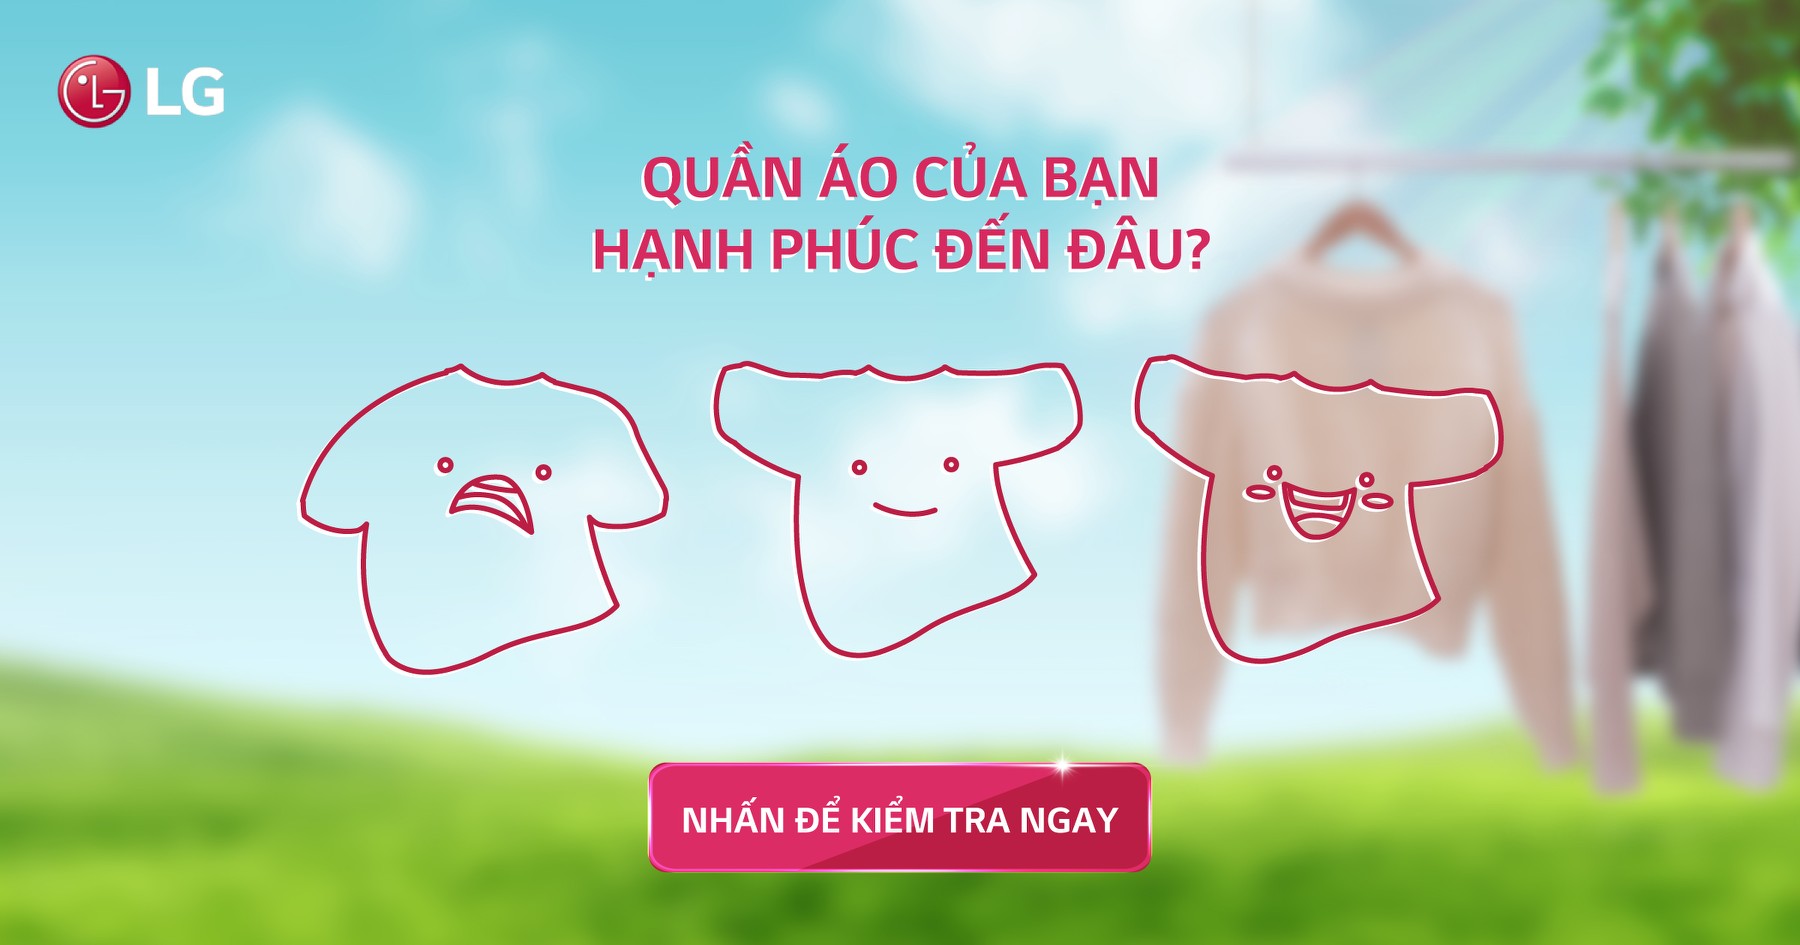 LG
QUẦN ÁO CỦA BẠN
HẠNH PHÚC ĐẾN ĐÂU?
NHẤN ĐỂ KIỂM TRA NGAY